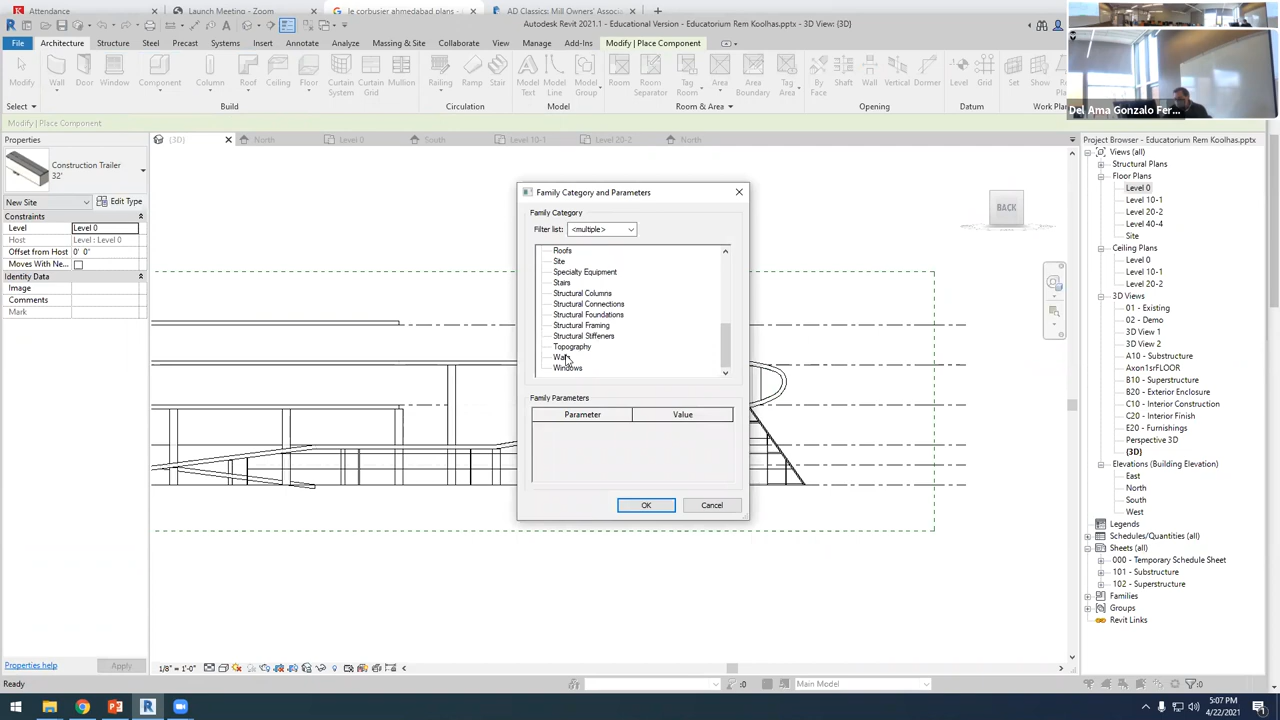 Attendance
Launch Meeting - Zoom
le corbusier ahmedabad plans -
AD Classics: Mill Owners' Assoc
Autodesk Revit 2021.1 - Educational Version - Educatorium Rem Koolhas.pptx - 3D View: {3D}
File Architecture Structure Steel Precast Systems Insert Annotate Analyze Massing & Site Collaborate View Manage Add-Ins Modify | Place Component
Modify Wall Door Window Component Column Roof Ceiling Floor Curtain System Curtain Grid Mullion Railing Ramp Stair Model Text Model Line Model Group Room Room Separator Tag Room Area Area Boundary Tag Area By Face Shaft Wall Vertical Dormer Level Grid Set Show
Select Build Circulation Model Room & Area Opening Datum Work Pl
Del Ama Gonzalo Fer...
Modify | Place Component
Properties
{3D} North Level 0 South Level 10-1 Level 20-2 North
Construction Trailer
32'
New Site Edit Type
Constraints
Level Level 0
Host Level : Level 0
Offset from Host 0' 0"
Moves With Ne...
Identity Data
Image
Comments
Mark
Properties help Apply
BACK
Family Category and Parameters
Family Category
Filter list: <multiple>
Roofs
Site
Specialty Equipment
Stairs
Structural Columns
Structural Connections
Structural Foundations
Structural Framing
Structural Stiffeners
Topography
Windows
Family Parameters
Parameter Value
OK Cancel
Project Browser - Educatorium Rem Koolhas.pptx
Views (all)
Structural Plans
Floor Plans
Level 0
Level 10-1
Level 20-2
Level 40-4
Site
Ceiling Plans
Level 0
Level 10-1
Level 20-2
3D Views
01 - Existing
02 - Demo
3D View 1
3D View 2
A10 - Substructure
Axon1srFLOOR
B10 - Superstructure
B20 - Exterior Enclosure
C10 - Interior Construction
C20 - Interior Finish
E20 - Furnishings
Perspective 3D
{3D}
Elevations (Building Elevation)
East
North
South
West
Legends
Schedules/Quantities (all)
Sheets (all)
000 - Temporary Schedule Sheet
101 - Substructure
102 - Superstructure
Families
Groups
Revit Links
1/8" = 1'-0"
Ready
:0 Main Model :0
5:07 PM
4/22/2021